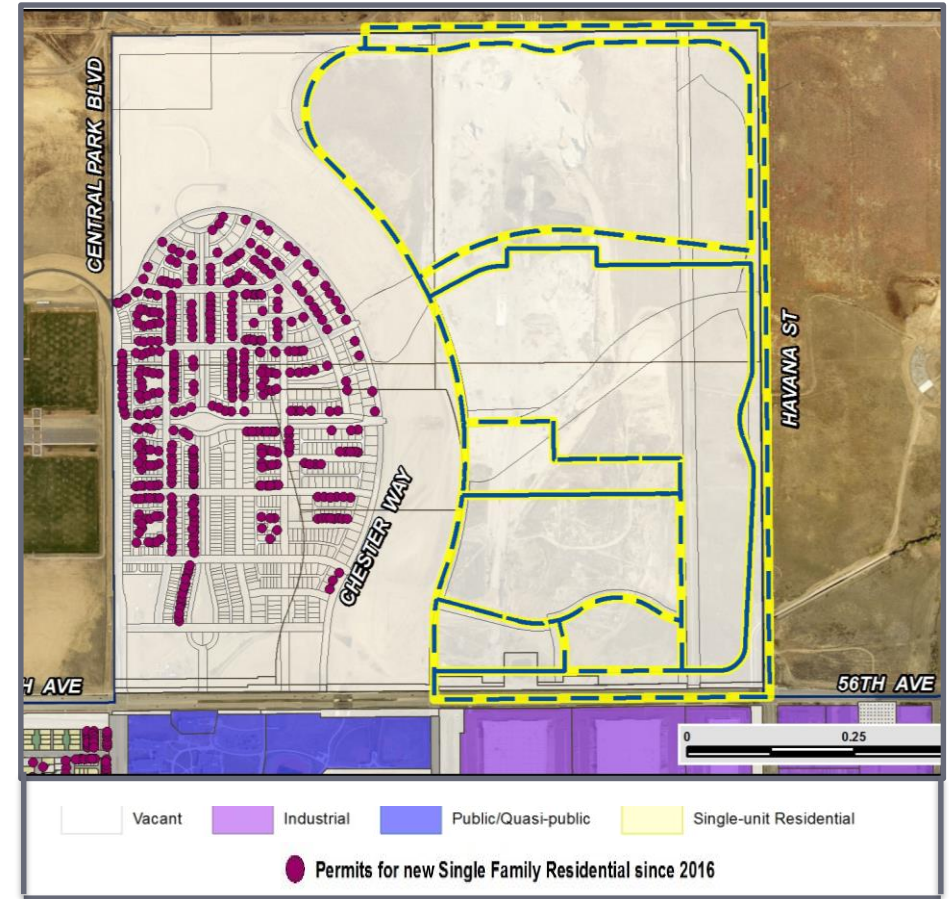 CENTRAL PARK BLVD
HAVANA ST
CHESTER WAY
H AVE
56TH AVE
0 0.25
Vacant Industrial Public/Quasi-public Single-unit Residential
Permits for new Single Family Residential since 2016